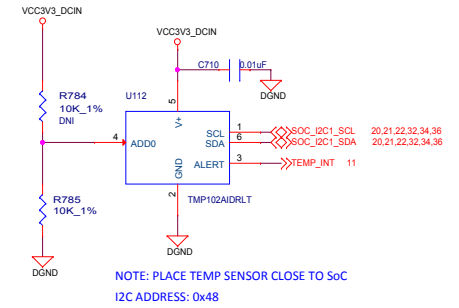 VCC3V3_DCIN
VCC3V3_DCIN
C710 0.01uF
DGND
R784
10K_1%
DNI
U112
5
V+
4 ADD0
SCL 1 SOC_I2C1_SCL 20,21,22,32,34,36
SDA 6 SOC_I2C1_SDA 20,21,22,32,34,36
ALERT 3 TEMP_INT 11
GND
2
TMP102AIDRLT
R785
10K_1%
DGND
DGND
NOTE: PLACE TEMP SENSOR CLOSE TO SoC
I2C ADDRESS: 0x48